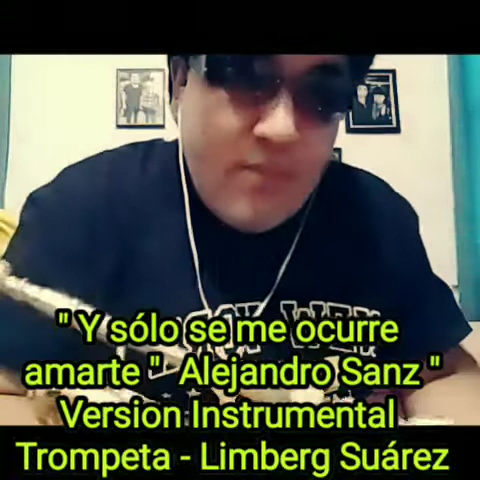 " Y sólo se me ocurre
amarte " Alejandro Sanz "
Version Instrumental
Trompeta - Limberg Suárez